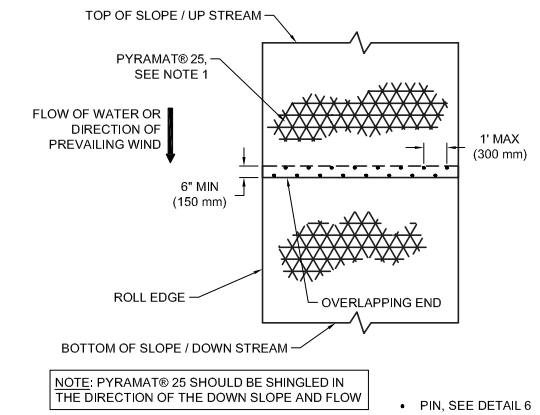 TOP OF SLOPE / UP STREAM
PYRAMAT® 25,
SEE NOTE 1
FLOW OF WATER OR
DIRECTION OF
PREVAILING WIND
1' MAX
(300 mm)
6" MIN
(150 mm)
ROLL EDGE
OVERLAPPING END
BOTTOM OF SLOPE / DOWN STREAM
NOTE: PYRAMAT® 25 SHOULD BE SHINGLED IN
THE DIRECTION OF THE DOWN SLOPE AND FLOW
• PIN, SEE DETAIL 6